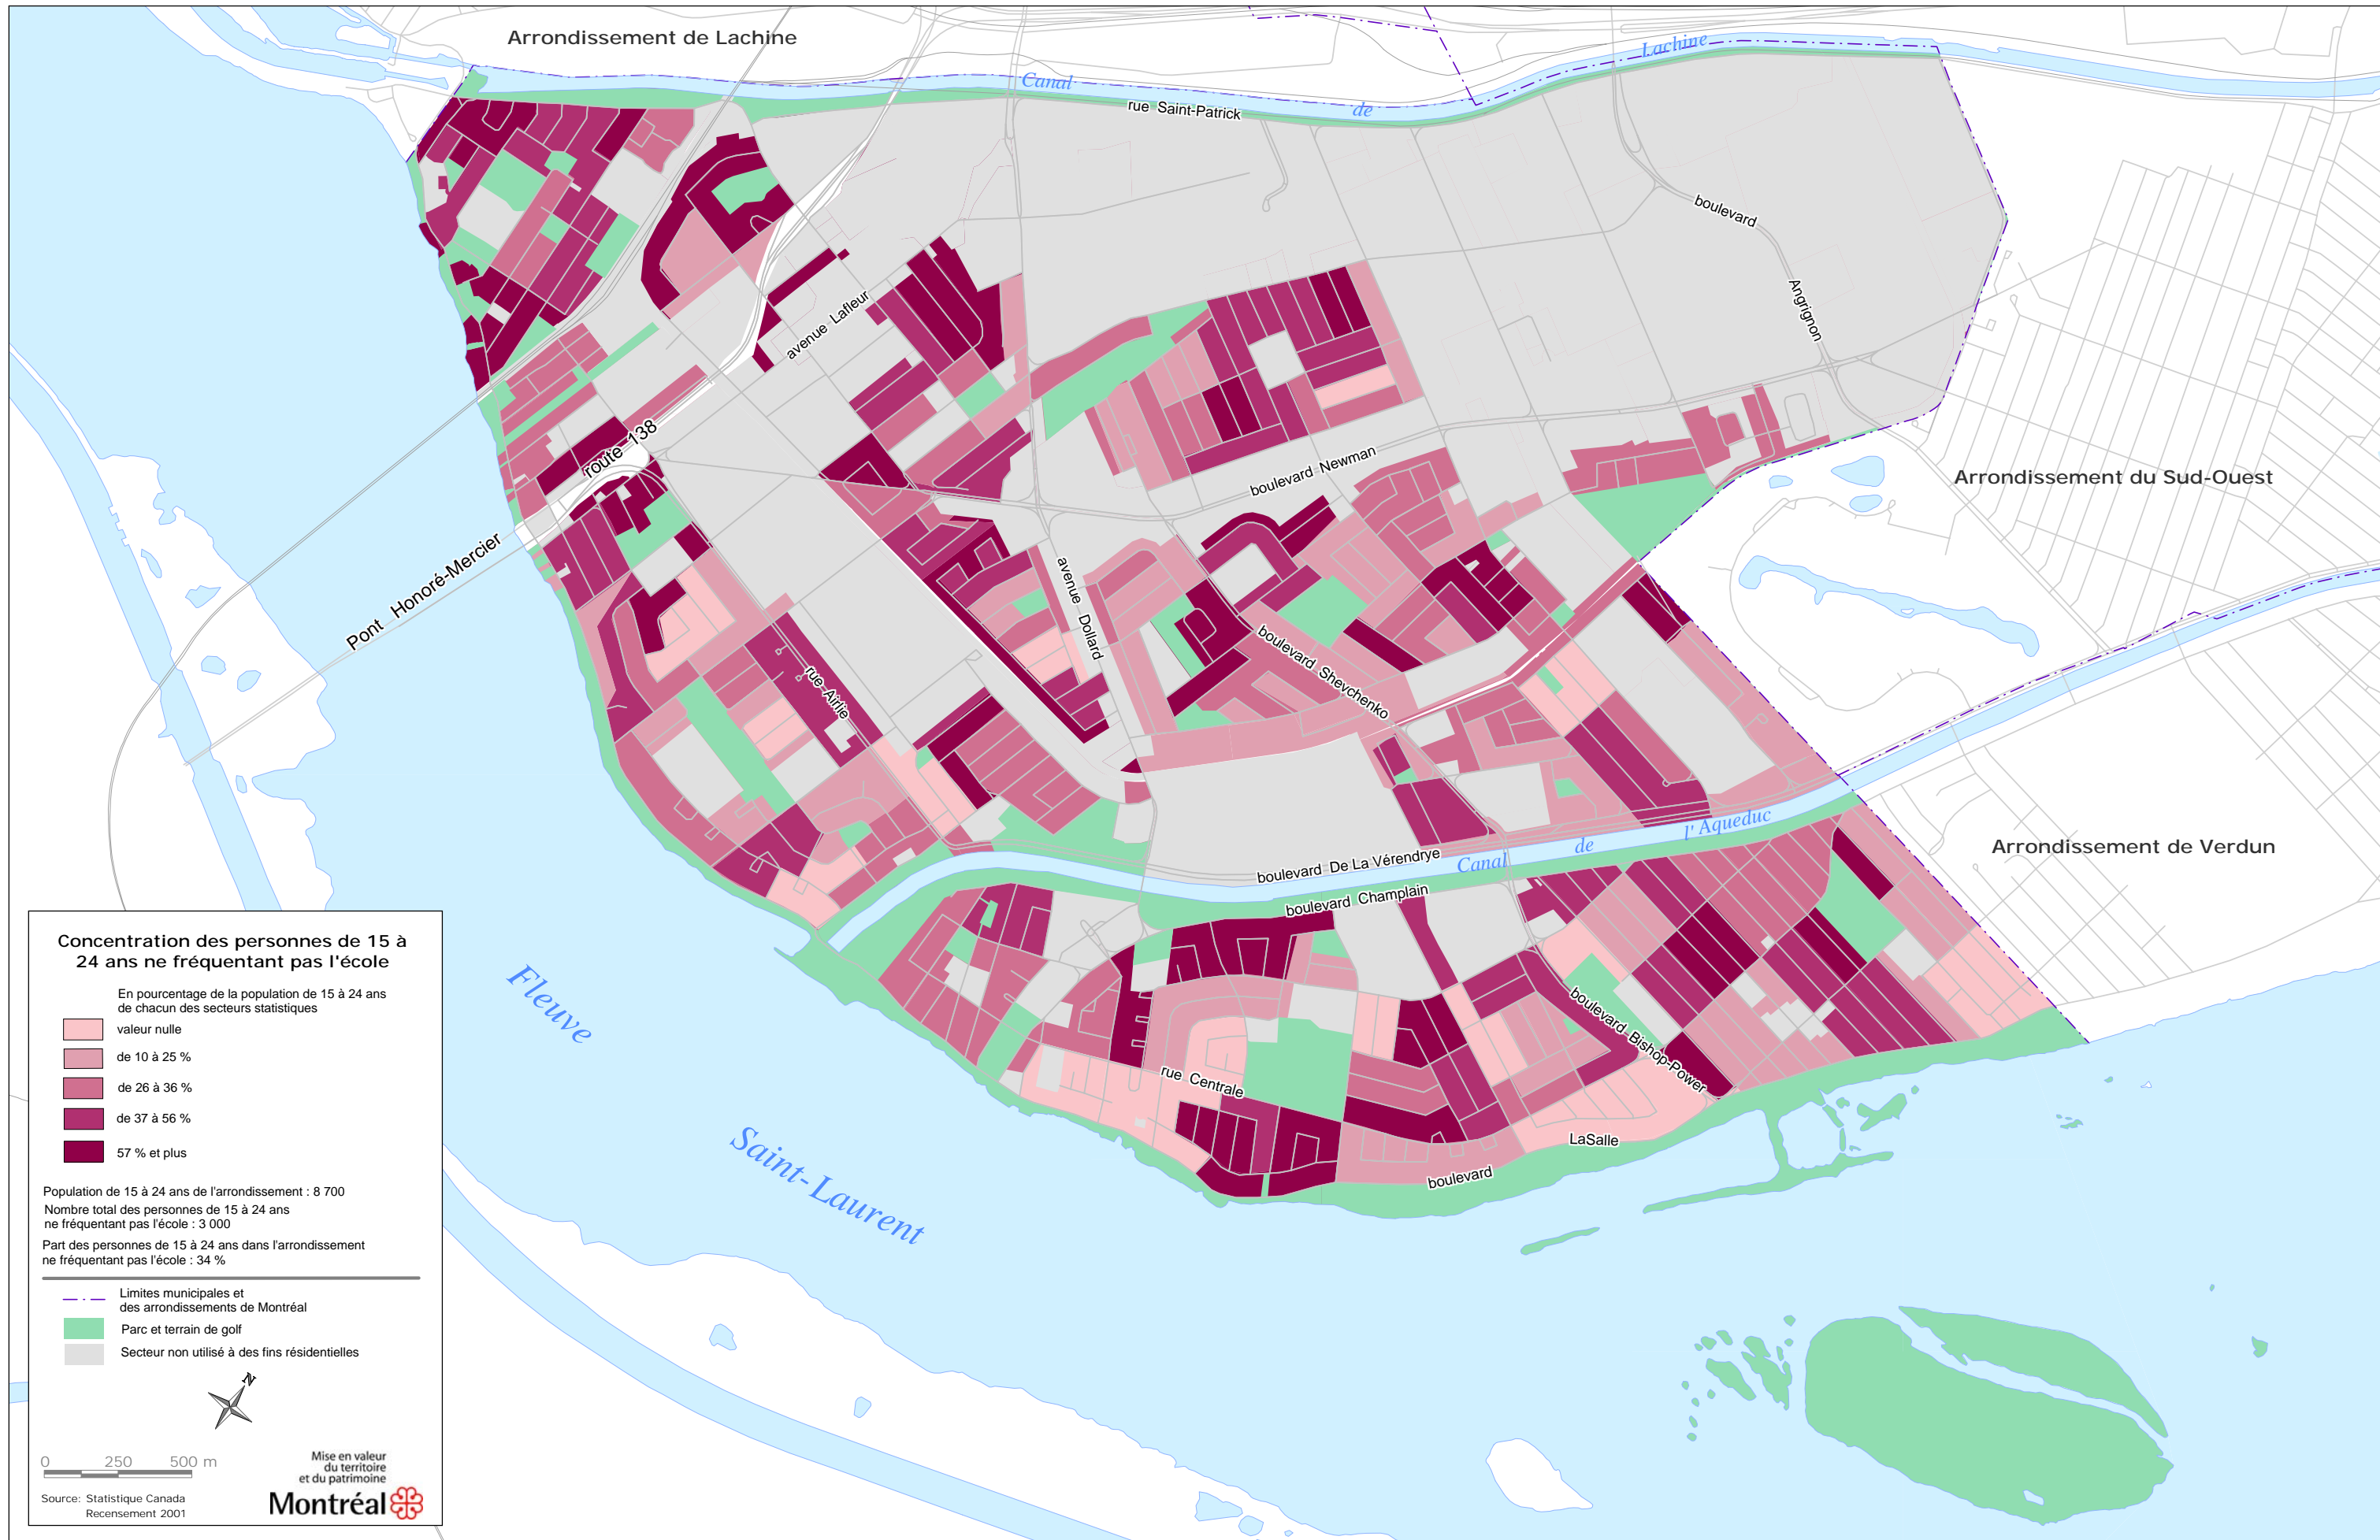 Arrondissement de Lachine
Canal
de
Lachine
rue Saint-Patrick
boulevard
Angrignon
avenue Lafleur
route 138
boulevard Newman
Arrondissement du Sud-Ouest
Pont Honoré-Mercier
avenue Dollard
boulevard Shevchenko
rue Airlie
Arrondissement de Verdun
boulevard De La Vérendrye
Canal
de
l'Aqueduc
boulevard Champlain
boulevard Bishop-Power
rue Centrale
boulevard
LaSalle
Fleuve
Saint-Laurent
Concentration des personnes de 15 à
24 ans ne fréquentant pas l'école
En pourcentage de la population de 15 à 24 ans
de chacun des secteurs statistiques
valeur nulle
de 10 à 25 %
de 26 à 36 %
de 37 à 56 %
57 % et plus
Population de 15 à 24 ans de l'arrondissement : 8 700
Nombre total des personnes de 15 à 24 ans
ne fréquentant pas l'école : 3 000
Part des personnes de 15 à 24 ans dans l'arrondissement
ne fréquentant pas l'école : 34 %
Limites municipales et
des arrondissements de Montréal
Parc et terrain de golf
Secteur non utilisé à des fins résidentielles
N
0 250 500 m
Source: Statistique Canada
Recensement 2001
Mise en valeur
du territoire
et du patrimoine
Montréal